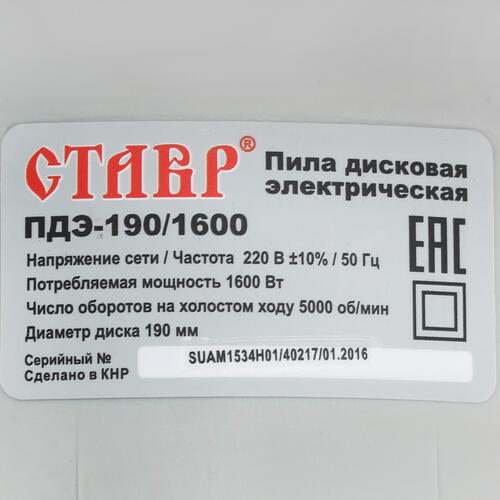 СТАВР®
Пила дисковая
электрическая
ПДЭ-190/1600
Напряжение сети / Частота 220 В ±10% / 50 Гц
Потребляемая мощность 1600 Вт
Число оборотов на холостом ходу 5000 об/мин
Диаметр диска 190 мм
Серийный № SUAM1534H01/40217/01.2016
Сделано в КНР
EAC